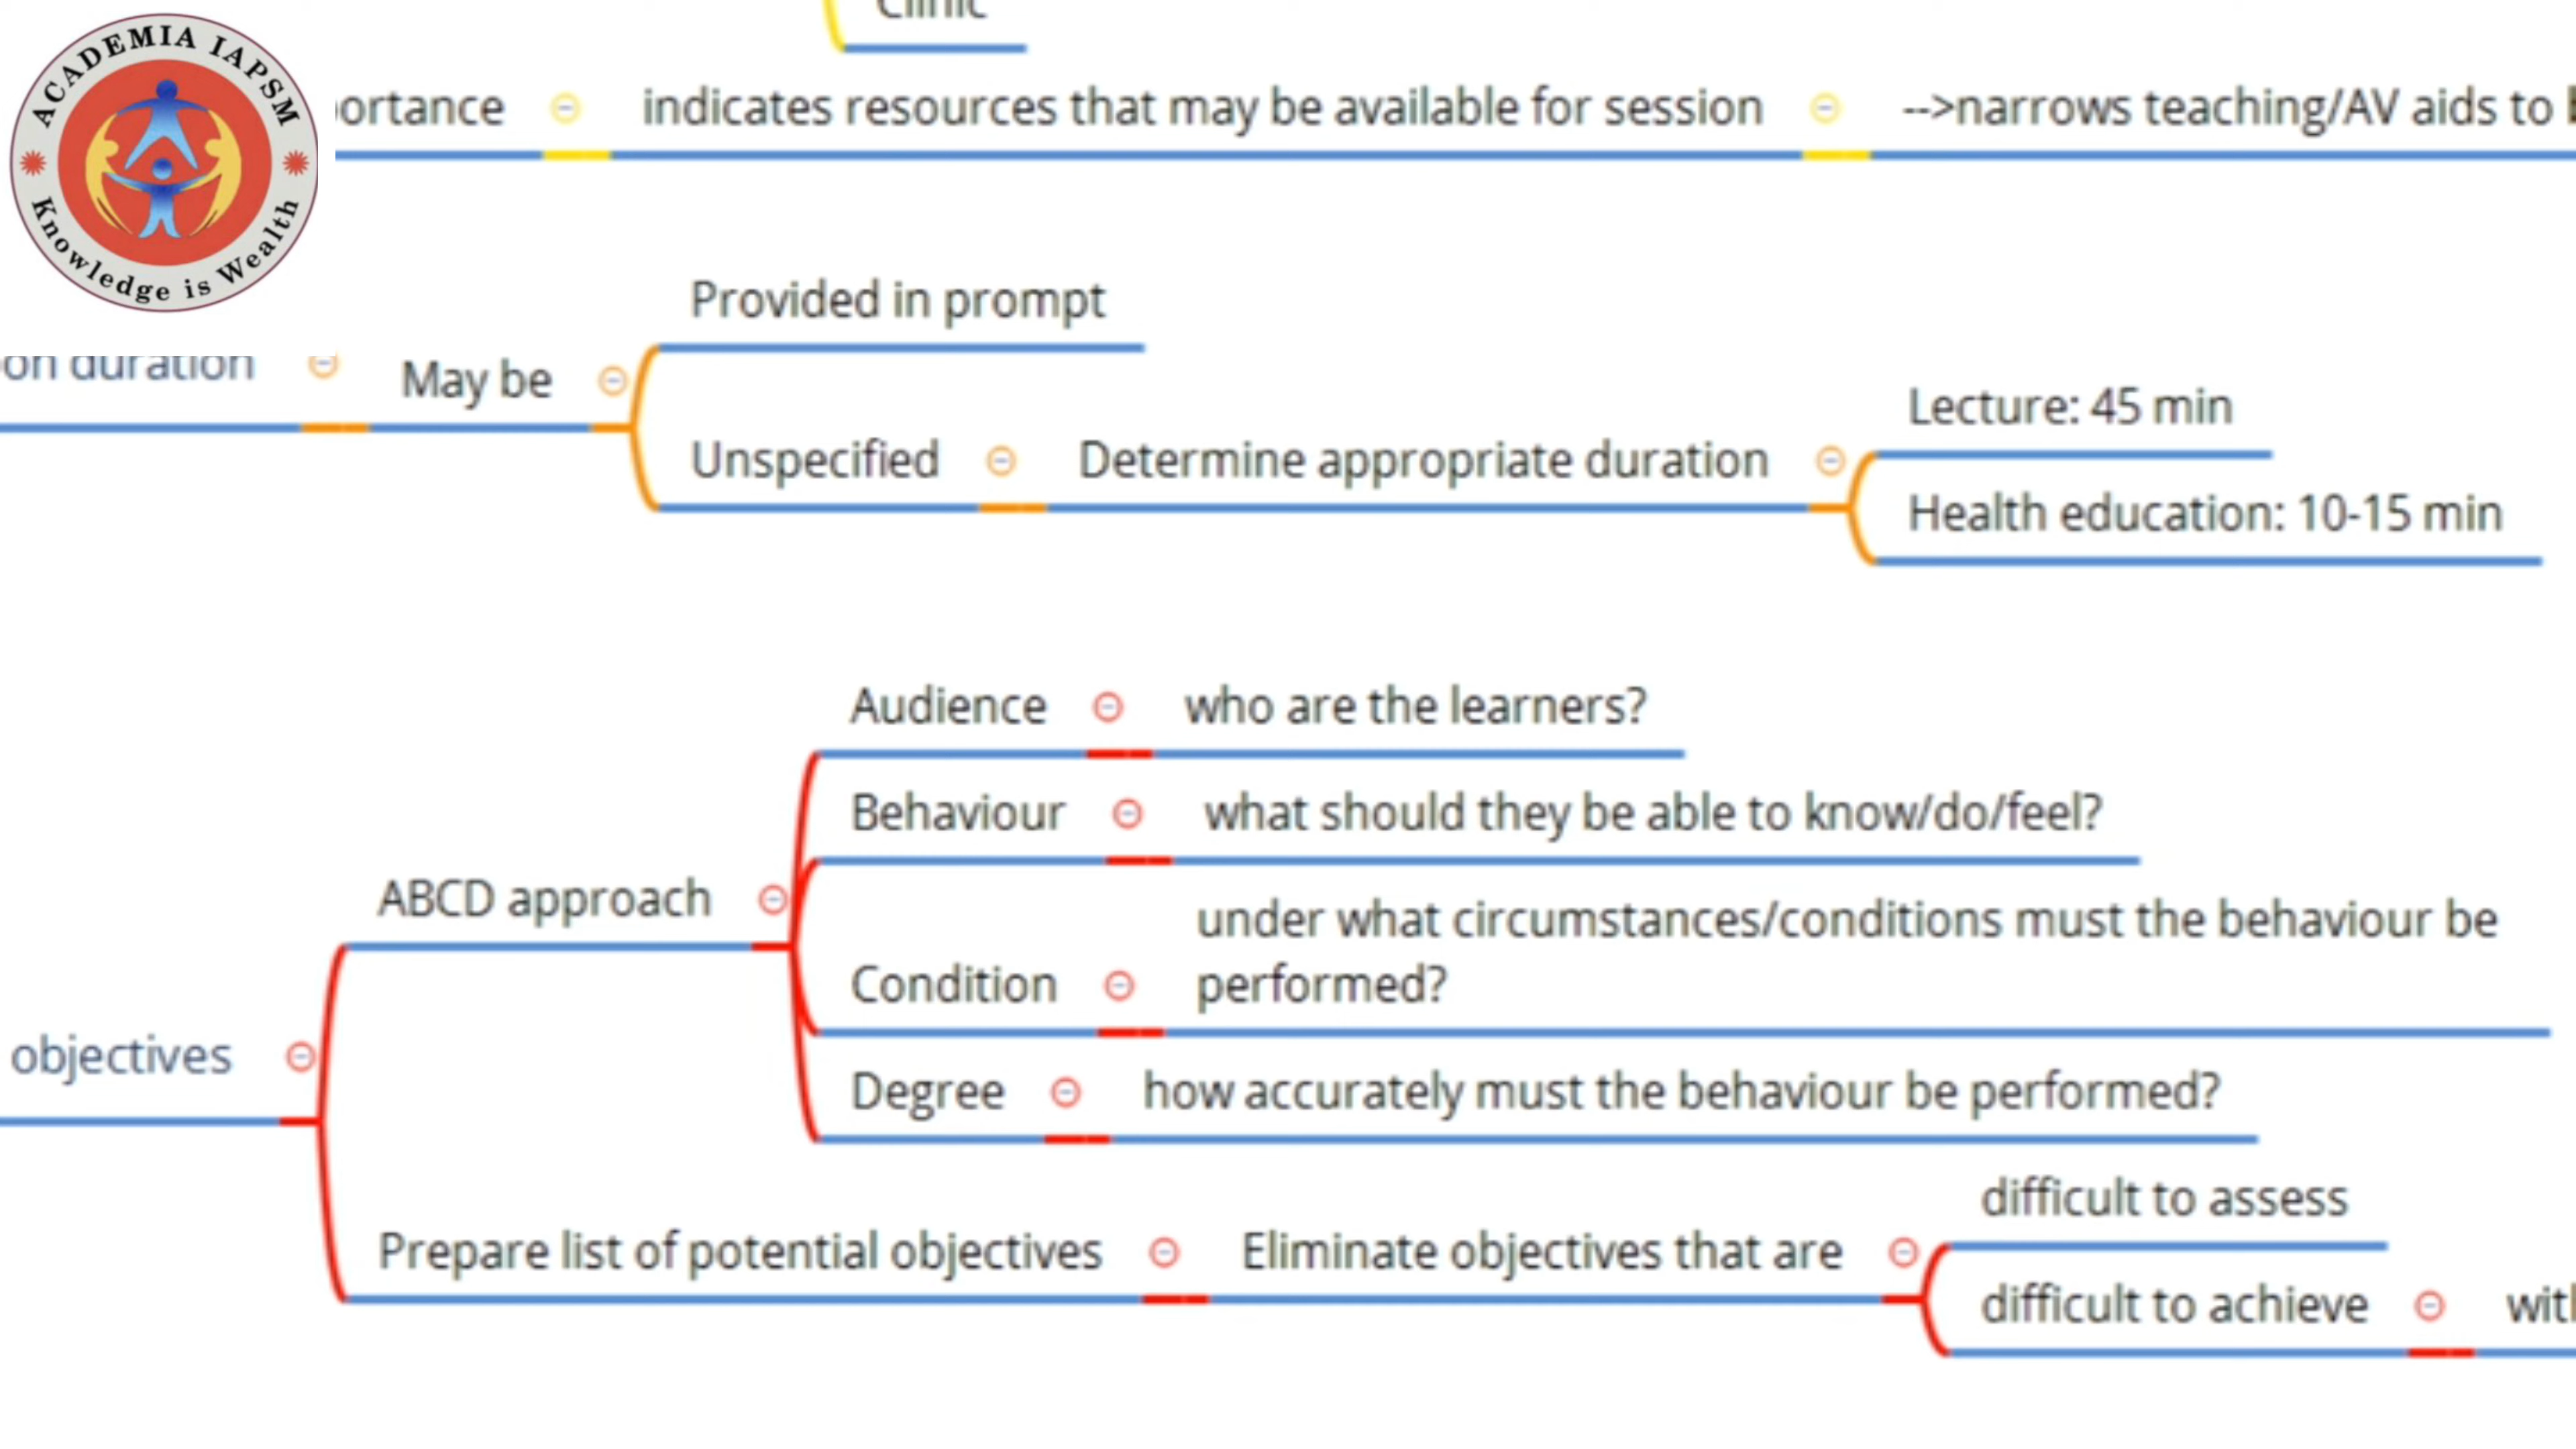 ACADEMIA IAPSM
Knowledge is Wealth
Clinic
portance
indicates resources that may be available for session
-->narrows teaching/AV aids to
Provided in prompt
on duration
May be
Lecture: 45 min
Unspecified
Determine appropriate duration
Health education: 10-15 min
Audience
who are the learners?
Behaviour
what should they be able to know/do/feel?
ABCD approach
under what circumstances/conditions must the behaviour be
Condition
performed?
objectives
Degree
how accurately must the behaviour be performed?
difficult to assess
Prepare list of potential objectives
Eliminate objectives that are
difficult to achieve